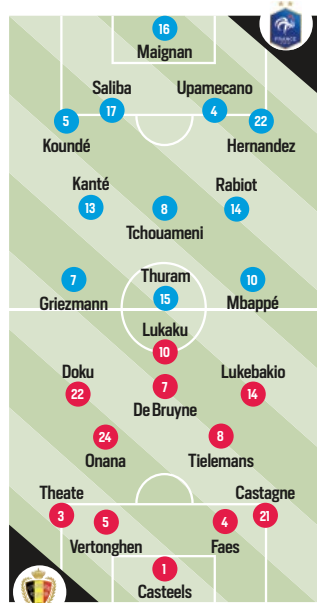 FRANCE
16
Maignan
Saliba Upamecano
17 4
5 22
Koundé Hernandez
Kanté Rabiot
13 8 14
Tchouameni
7 Thuram 10
Griezmann 15 Mbappé
Lukaku
10
Doku Lukebakio
22 7 14
De Bruyne
24 8
Onana Tielemans
Theate Castagne
3 5 4 21
Vertonghen Faes
1
Casteels